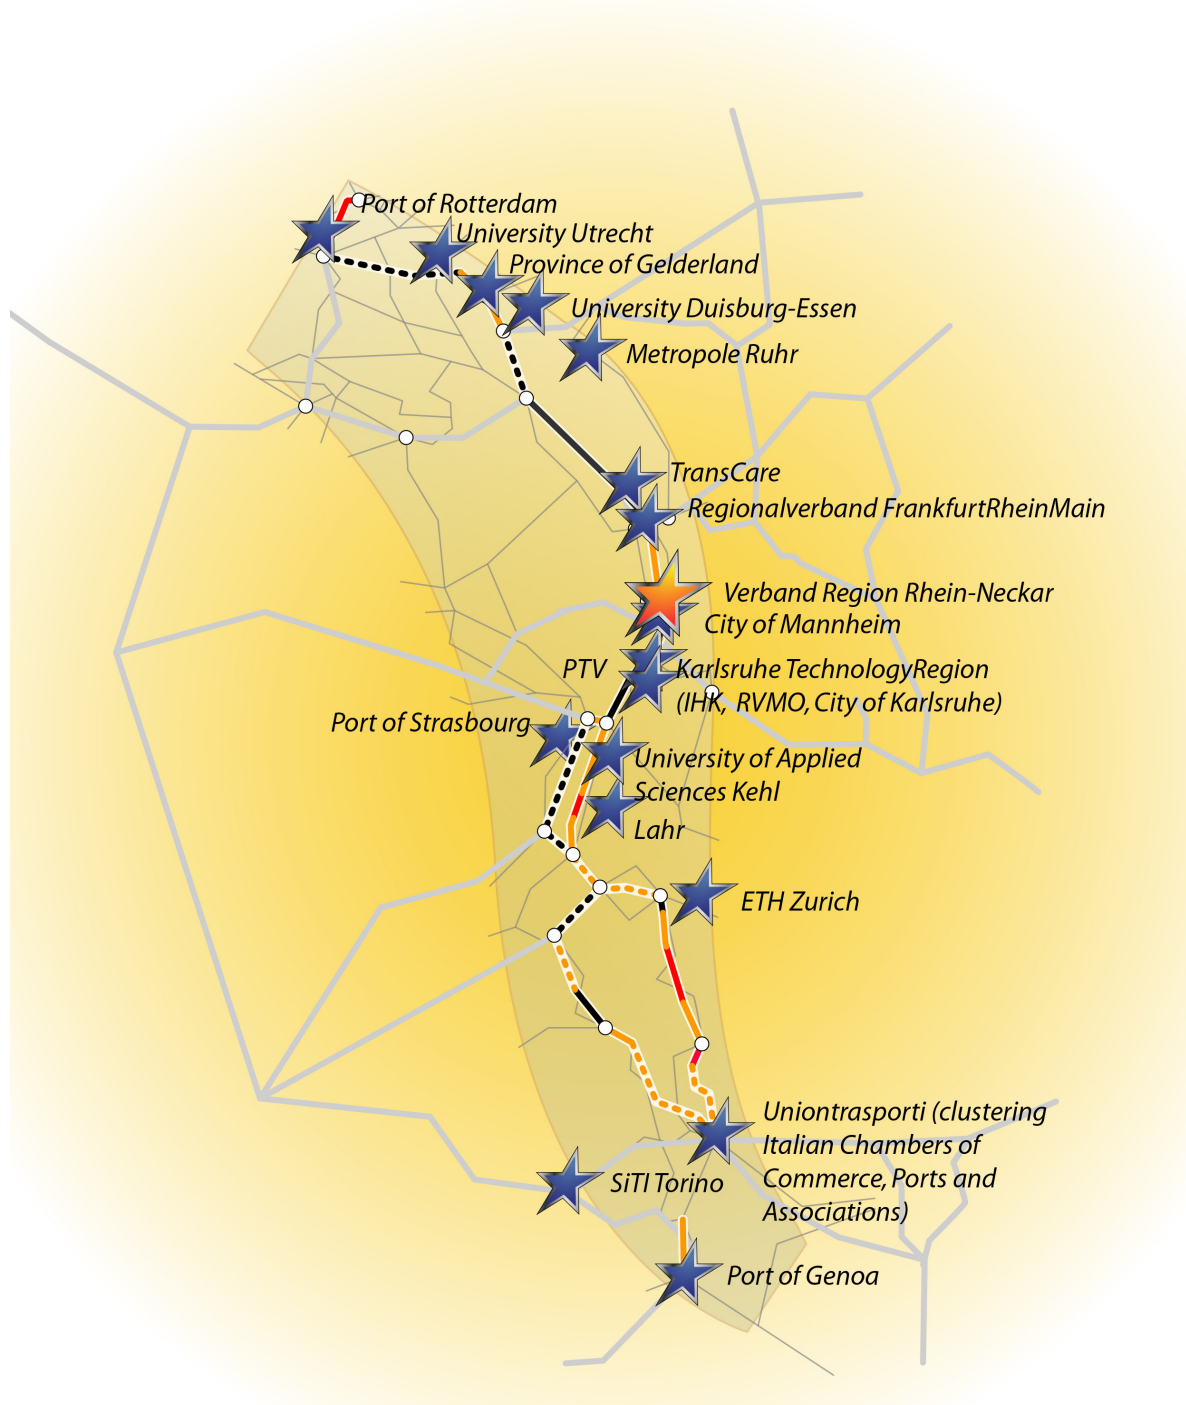 Port of Rotterdam
University Utrecht
Province of Gelderland
University Duisburg-Essen
Metropole Ruhr
TransCare
Regionalverband FrankfurtRheinMain
Verband Region Rhein-Neckar
City of Mannheim
PTV
Karlsruhe TechnologyRegion
(IHK, RVMO, City of Karlsruhe)
Port of Strasbourg
University of Applied
Sciences Kehl
Lahr
ETH Zurich
Uniontrasporti (clustering
Italian Chambers of
Commerce, Ports and
Associations)
SiTI Torino
Port of Genoa